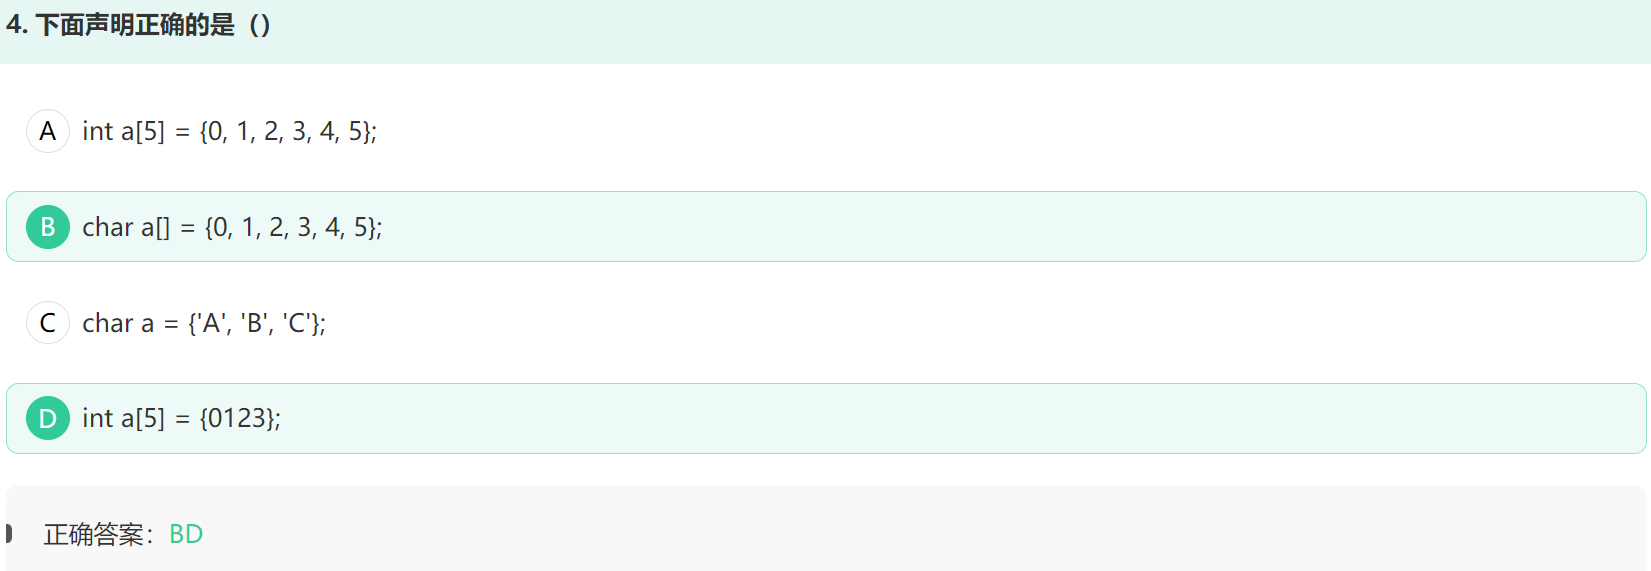 4. 下面声明正确的是（）
A int a[5] = {0, 1, 2, 3, 4, 5};
B char a[] = {0, 1, 2, 3, 4, 5};
C char a = {'A', 'B', 'C'};
D int a[5] = {0123};
正确答案：BD